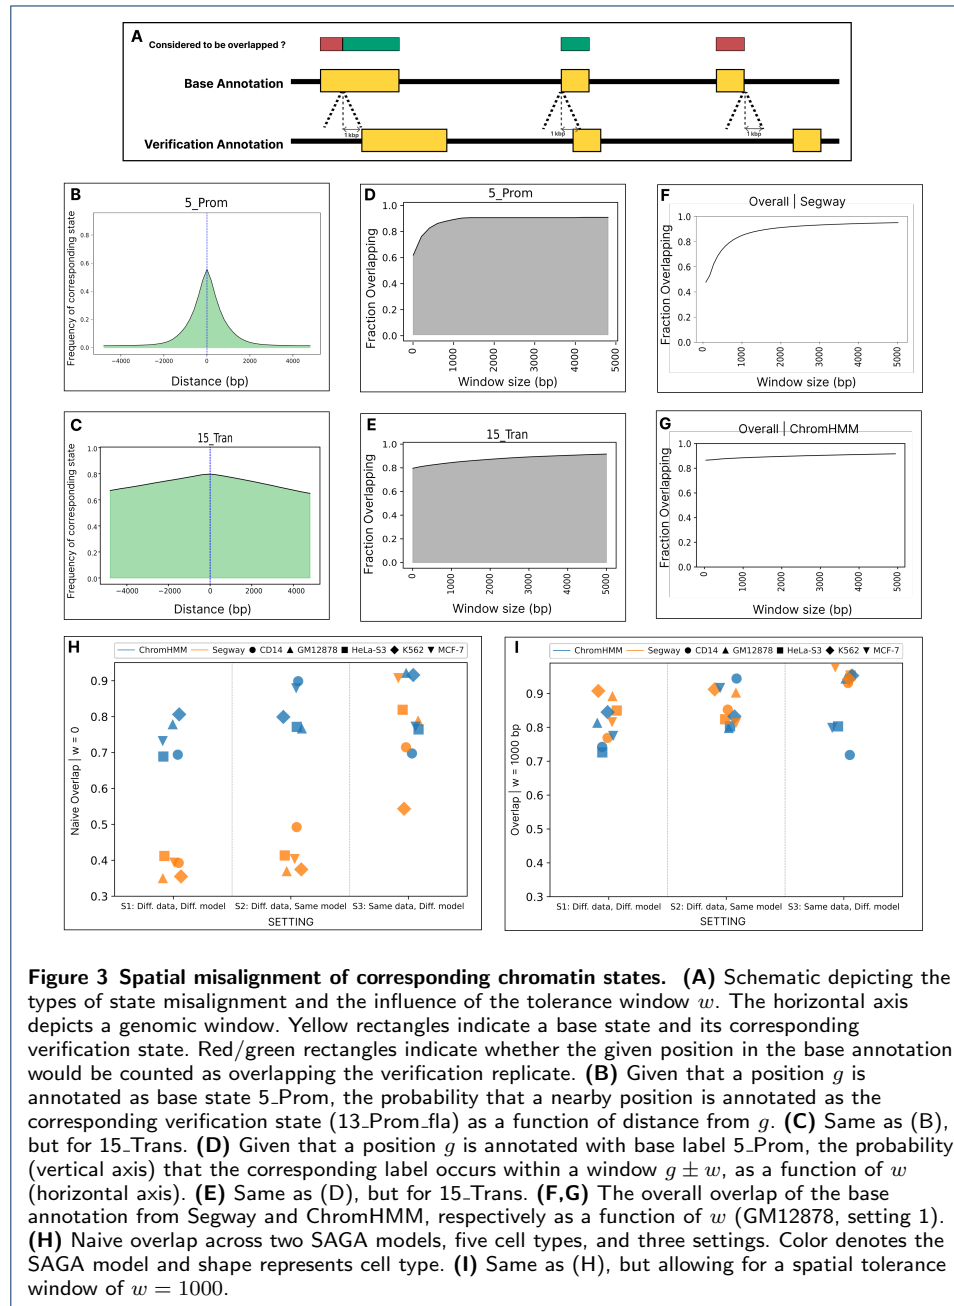 A
Considered to be overlapped ?
Base Annotation
1 kbp
1 kbp
1 kbp
Verification Annotation
B
5_Prom
Frequency of corresponding state
1.0
0.8
0.6
0.4
0.2
0.0
−4000
−2000
0
2000
4000
Distance (bp)
D
5_Prom
Fraction Overlapping
1.0
0.8
0.6
0.4
0.2
0.0
0
1000
2000
3000
4000
5000
Window size (bp)
F
Overall | Segway
Fraction Overlapping
1.0
0.8
0.6
0.4
0.2
0.0
0
1000
2000
3000
4000
5000
Window size (bp)
C
15_Tran
Frequency of corresponding state
1.0
0.8
0.6
0.4
0.2
0.0
−4000
−2000
0
2000
4000
Distance (bp)
E
15_Tran
Fraction Overlapping
1.0
0.8
0.6
0.4
0.2
0.0
0
1000
2000
3000
4000
5000
Window size (bp)
G
Overall | ChromHMM
Fraction Overlapping
1.0
0.8
0.6
0.4
0.2
0.0
0
1000
2000
3000
4000
5000
Window size (bp)
H
ChromHMM Segway CD14 GM12878 HeLa-S3 K562 MCF-7
Naive Overlap | w = 0
0.9
0.8
0.7
0.6
0.5
0.4
0.3
S1: Diff. data, Diff. model
S2: Diff. data, Same model
S3: Same data, Diff. model
SETTING
I
ChromHMM Segway CD14 GM12878 HeLa-S3 K562 MCF-7
Overlap | w = 1000 bp
0.9
0.8
0.7
0.6
0.5
0.4
0.3
S1: Diff. data, Diff. model
S2: Diff. data, Same model
S3: Same data, Diff. model
SETTING
Figure 3 Spatial misalignment of corresponding chromatin states. (A) Schematic depicting the
types of state misalignment and the influence of the tolerance window w. The horizontal axis
depicts a genomic window. Yellow rectangles indicate a base state and its corresponding
verification state. Red/green rectangles indicate whether the given position in the base annotation
would be counted as overlapping the verification replicate. (B) Given that a position g is
annotated as base state 5_Prom, the probability that a nearby position is annotated as the
corresponding verification state (13_Prom_fla) as a function of distance from g. (C) Same as (B),
but for 15_Trans. (D) Given that a position g is annotated with base label 5_Prom, the probability
(vertical axis) that the corresponding label occurs within a window g ± w, as a function of w
(horizontal axis). (E) Same as (D), but for 15_Trans. (F,G) The overall overlap of the base
annotation from Segway and ChromHMM, respectively as a function of w (GM12878, setting 1).
(H) Naive overlap across two SAGA models, five cell types, and three settings. Color denotes the
SAGA model and shape represents cell type. (I) Same as (H), but allowing for a spatial tolerance
window of w = 1000.